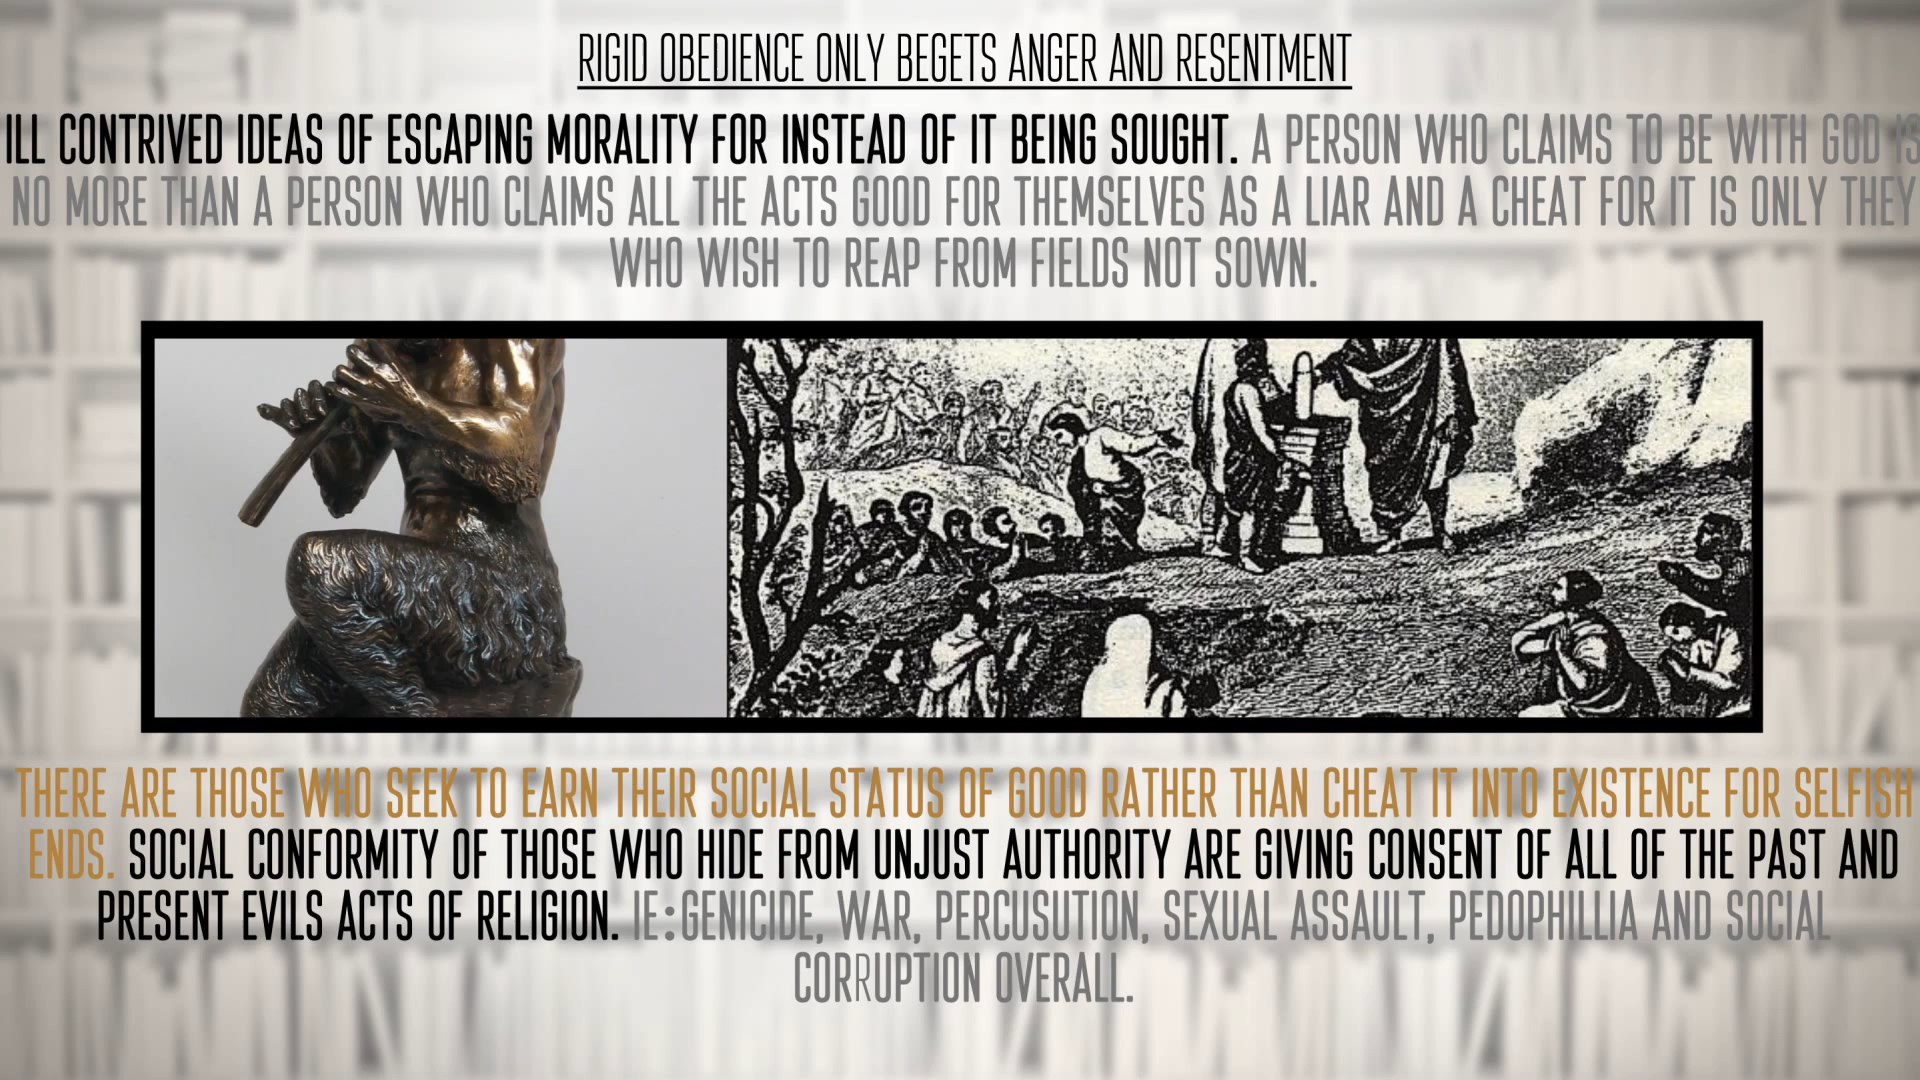 RIGID OBEDIENCE ONLY BEGETS ANGER AND RESENTMENT
ILL CONTRIVED IDEAS OF ESCAPING MORALITY FOR INSTEAD OF IT BEING SOUGHT. A PERSON WHO CLAIMS TO BE WITH GOD IS
NO MORE THAN A PERSON WHO CLAIMS ALL THE ACTS GOOD FOR THEMSELVES AS A LIAR AND A CHEAT FOR IT IS ONLY THEY
WHO WISH TO REAP FROM FIELDS NOT SOWN.
THERE ARE THOSE WHO SEEK TO EARN THEIR SOCIAL STATUS OF GOOD RATHER THAN CHEAT IT INTO EXISTENCE FOR SELFISH
ENDS. SOCIAL CONFORMITY OF THOSE WHO HIDE FROM UNJUST AUTHORITY ARE GIVING CONSENT OF ALL OF THE PAST AND
PRESENT EVILS ACTS OF RELIGION. IE:GENICIDE, WAR, PERCUSUTION, SEXUAL ASSAULT, PEDOPHILLIA AND SOCIAL
CORRUPTION OVERALL.